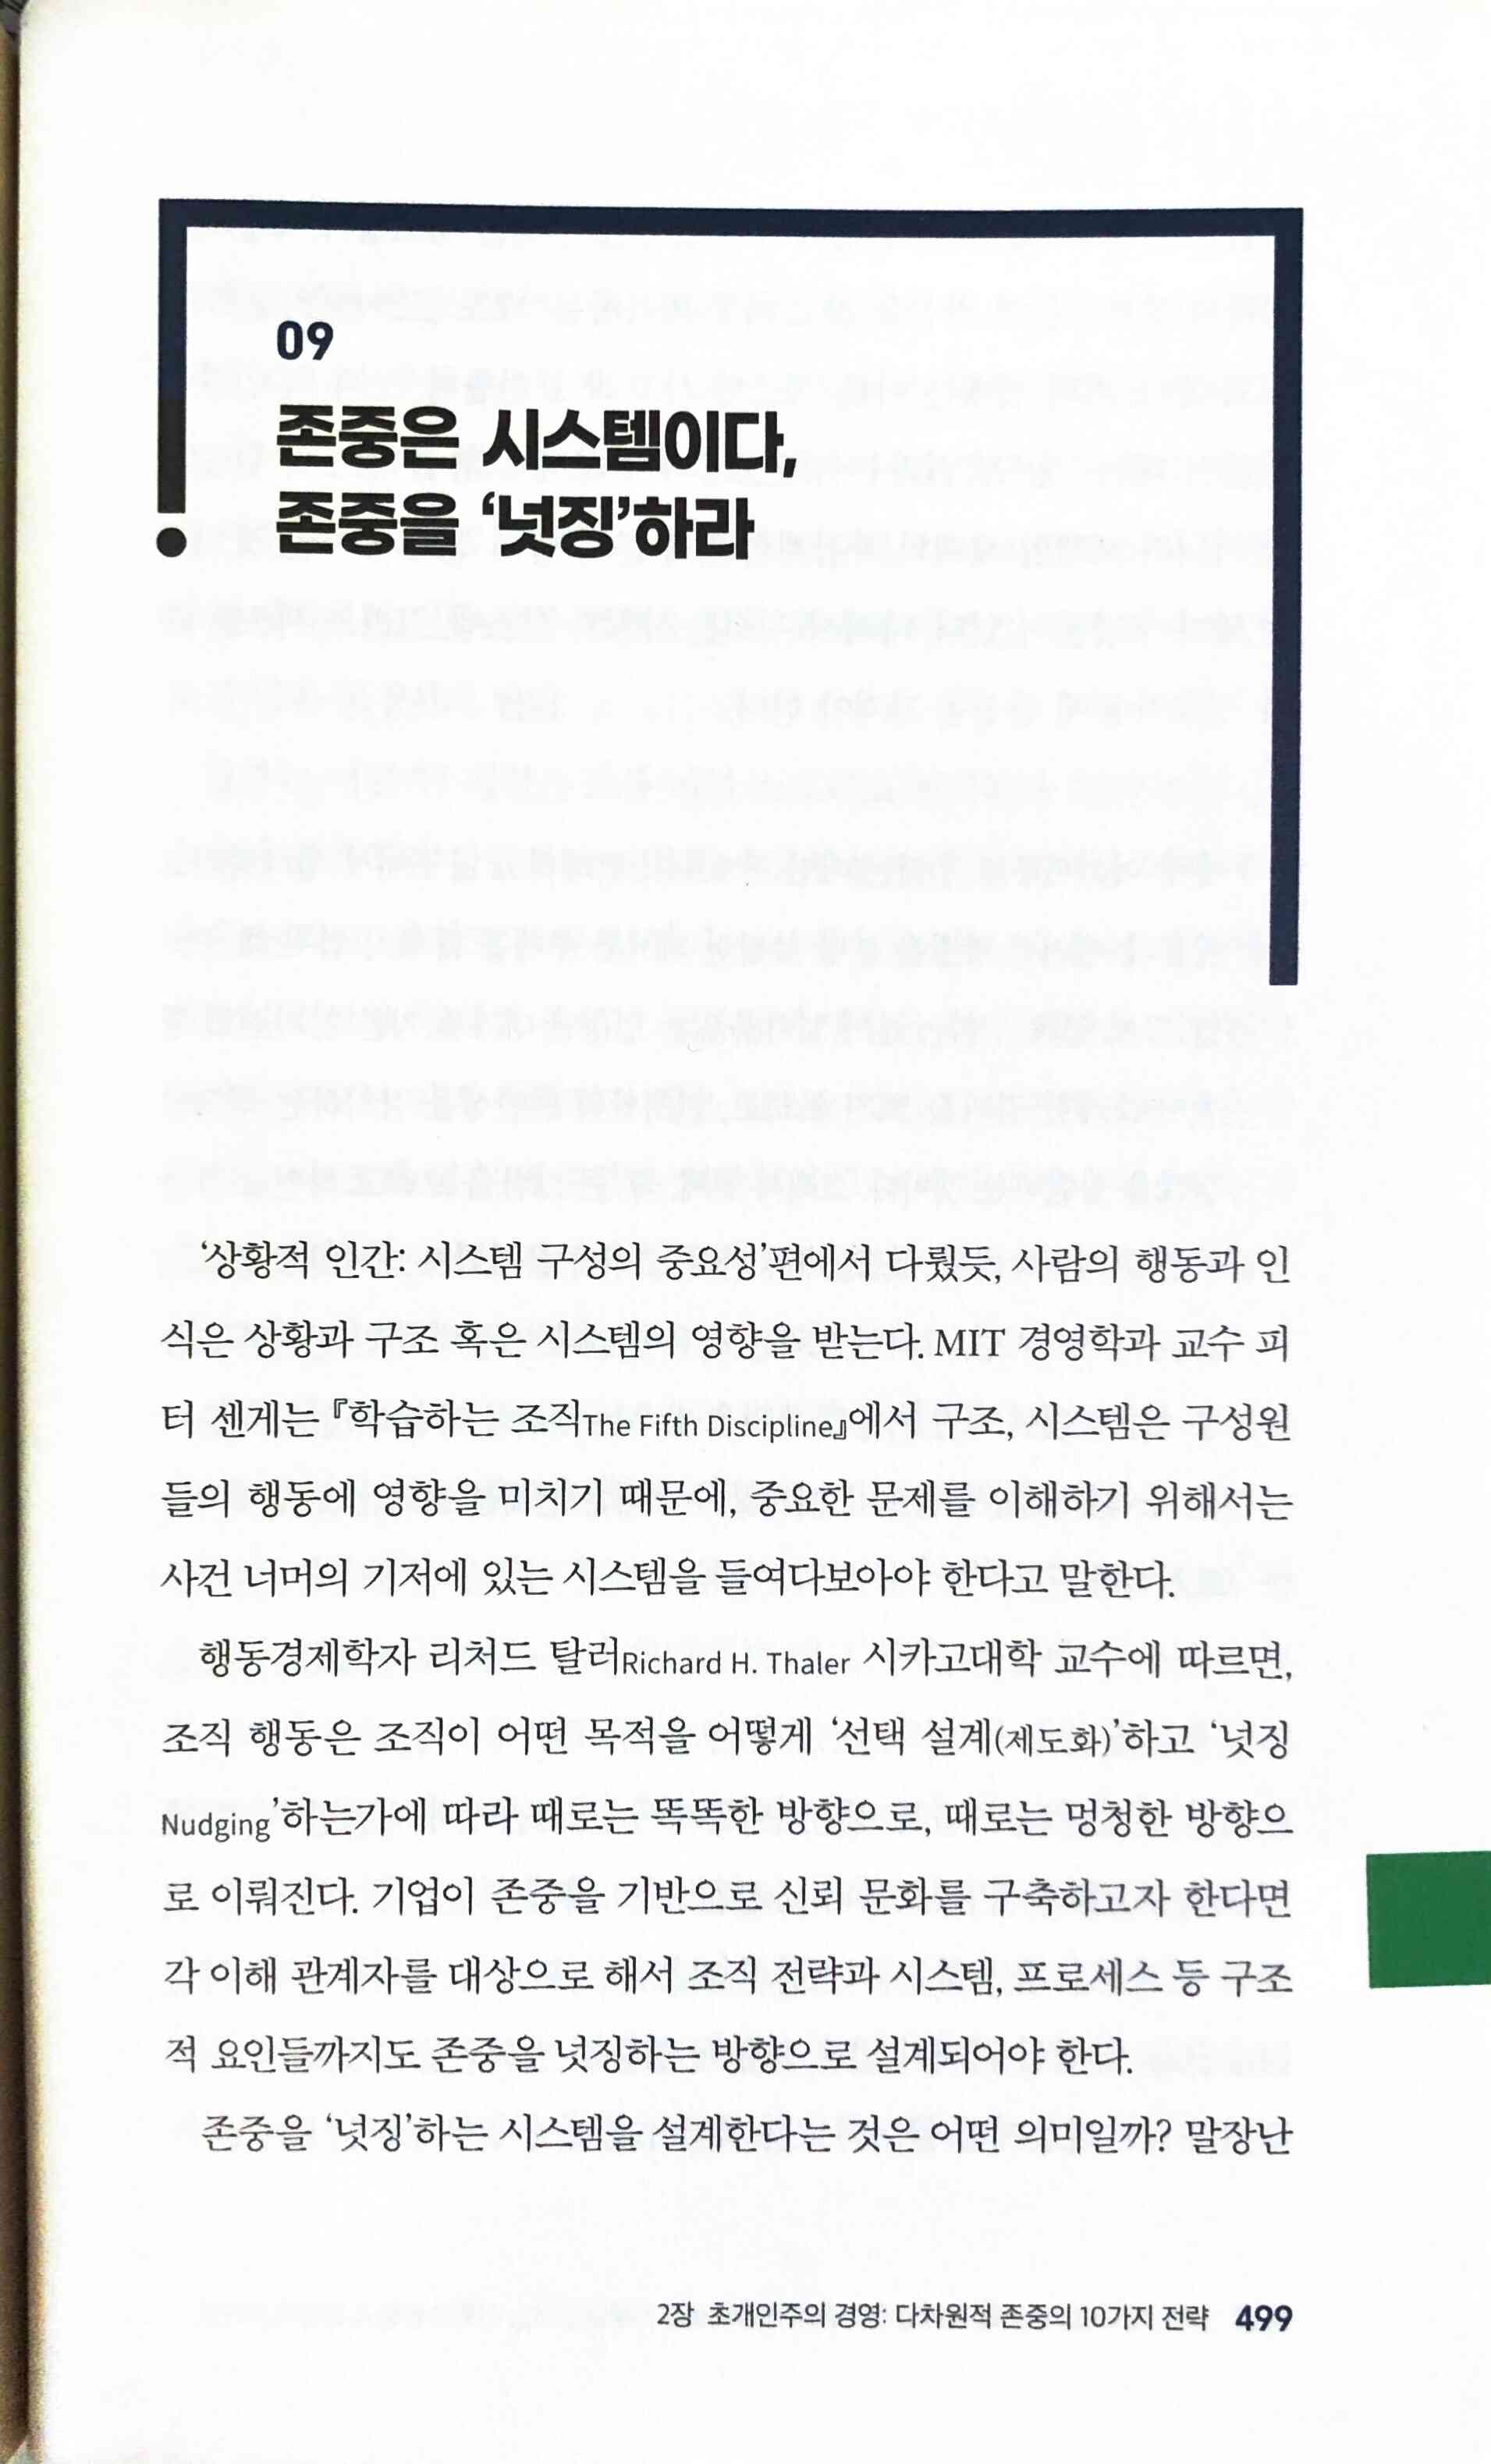 09
존중은 시스템이다,
존중을 ‘넛징’하라
‘상황적 인간: 시스템 구성의 중요성’편에서 다뤘듯, 사람의 행동과 인
식은 상황과 구조 혹은 시스템의 영향을 받는다. MIT 경영학과 교수 피
터 센게는 『학습하는 조직The Fifth Discipline』에서 구조, 시스템은 구성원
들의 행동에 영향을 미치기 때문에, 중요한 문제를 이해하기 위해서는
사건 너머의 기저에 있는 시스템을 들여다보아야 한다고 말한다.
행동경제학자 리처드 탈러Richard H. Thaler 시카고대학 교수에 따르면,
조직 행동은 조직이 어떤 목적을 어떻게 ‘선택 설계(제도화)’하고 ‘넛징
Nudging’하는가에 따라 때로는 똑똑한 방향으로, 때로는 멍청한 방향으
로 이뤄진다. 기업이 존중을 기반으로 신뢰 문화를 구축하고자 한다면
각 이해 관계자를 대상으로 해서 조직 전략과 시스템, 프로세스 등 구조
적 요인들까지도 존중을 넛징하는 방향으로 설계되어야 한다.
존중을 ‘넛징’하는 시스템을 설계한다는 것은 어떤 의미일까? 말장난
2장 초개인주의 경영: 다차원적 존중의 10가지 전략 499